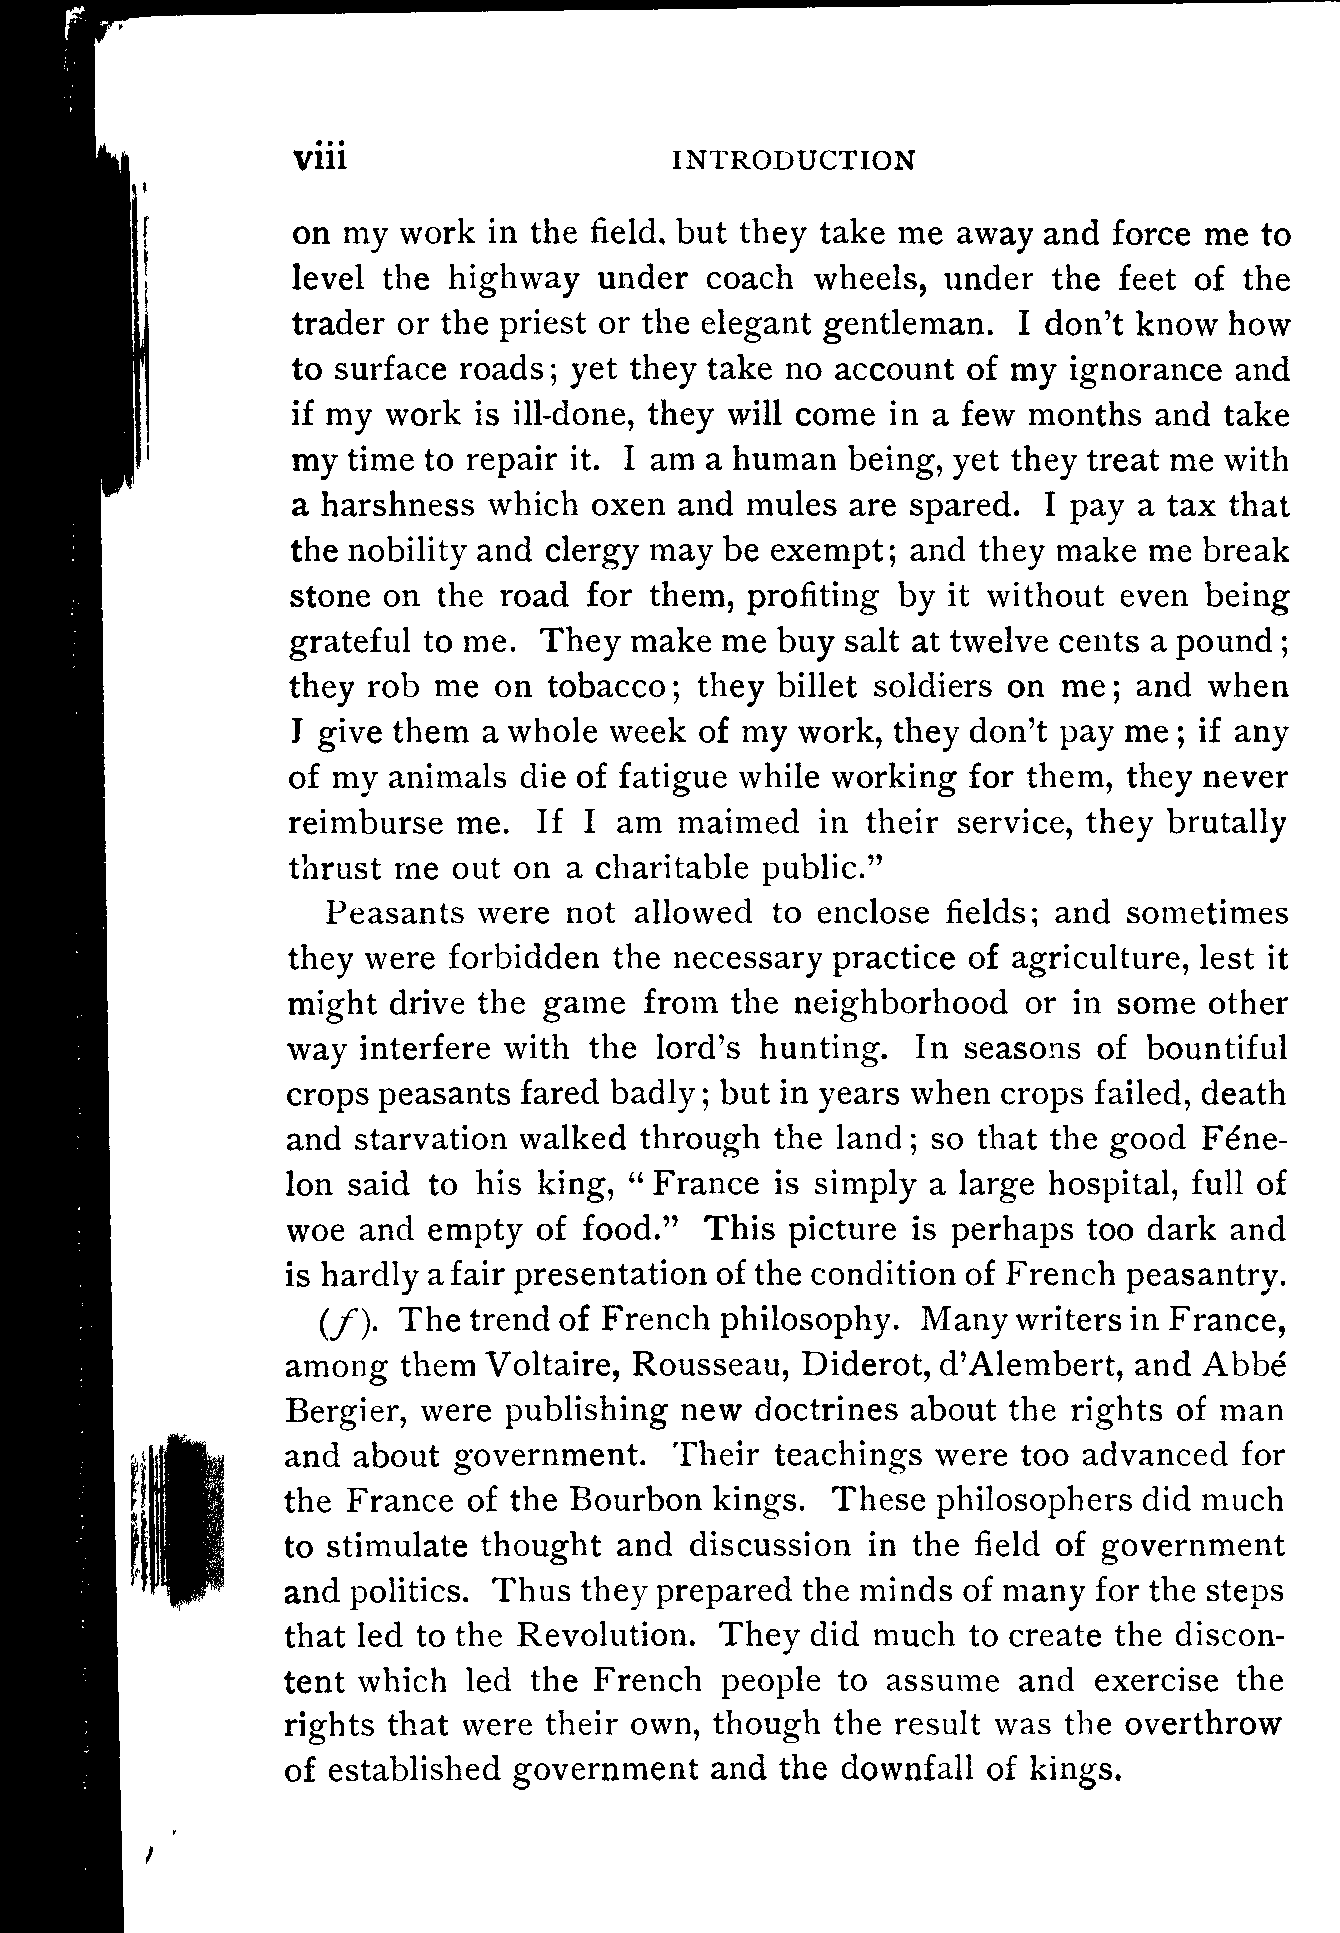 viii INTRODUCTION
on my work in the field, but they take me away and force me to
level the highway under coach wheels, under the feet of the
trader or the priest or the elegant gentleman. I don't know how
to surface roads; yet they take no account of my ignorance and
if my work is ill-done, they will come in a few months and take
my time to repair it. I am a human being, yet they treat me with
a harshness which oxen and mules are spared. I pay a tax that
the nobility and clergy may be exempt; and they make me break
stone on the road for them, profiting by it without even being
grateful to me. They make me buy salt at twelve cents a pound;
they rob me on tobacco; they billet soldiers on me; and when
I give them a whole week of my work, they don't pay me; if any
of my animals die of fatigue while working for them, they never
reimburse me. If I am maimed in their service, they brutally
thrust me out on a charitable public."
Peasants were not allowed to enclose fields; and sometimes
they were forbidden the necessary practice of agriculture, lest it
might drive the game from the neighborhood or in some other
way interfere with the lord's hunting. In seasons of bountiful
crops peasants fared badly; but in years when crops failed, death
and starvation walked through the land; so that the good Féne-
lon said to his king, "France is simply a large hospital, full of
woe and empty of food." This picture is perhaps too dark and
is hardly a fair presentation of the condition of French peasantry.
(f). The trend of French philosophy. Many writers in France,
among them Voltaire, Rousseau, Diderot, d'Alembert, and Abbé
Bergier, were publishing new doctrines about the rights of man
and about government. Their teachings were too advanced for
the France of the Bourbon kings. These philosophers did much
to stimulate thought and discussion in the field of government
and politics. Thus they prepared the minds of many for the steps
that led to the Revolution. They did much to create the discon-
tent which led the French people to assume and exercise the
rights that were their own, though the result was the overthrow
of established government and the downfall of kings.